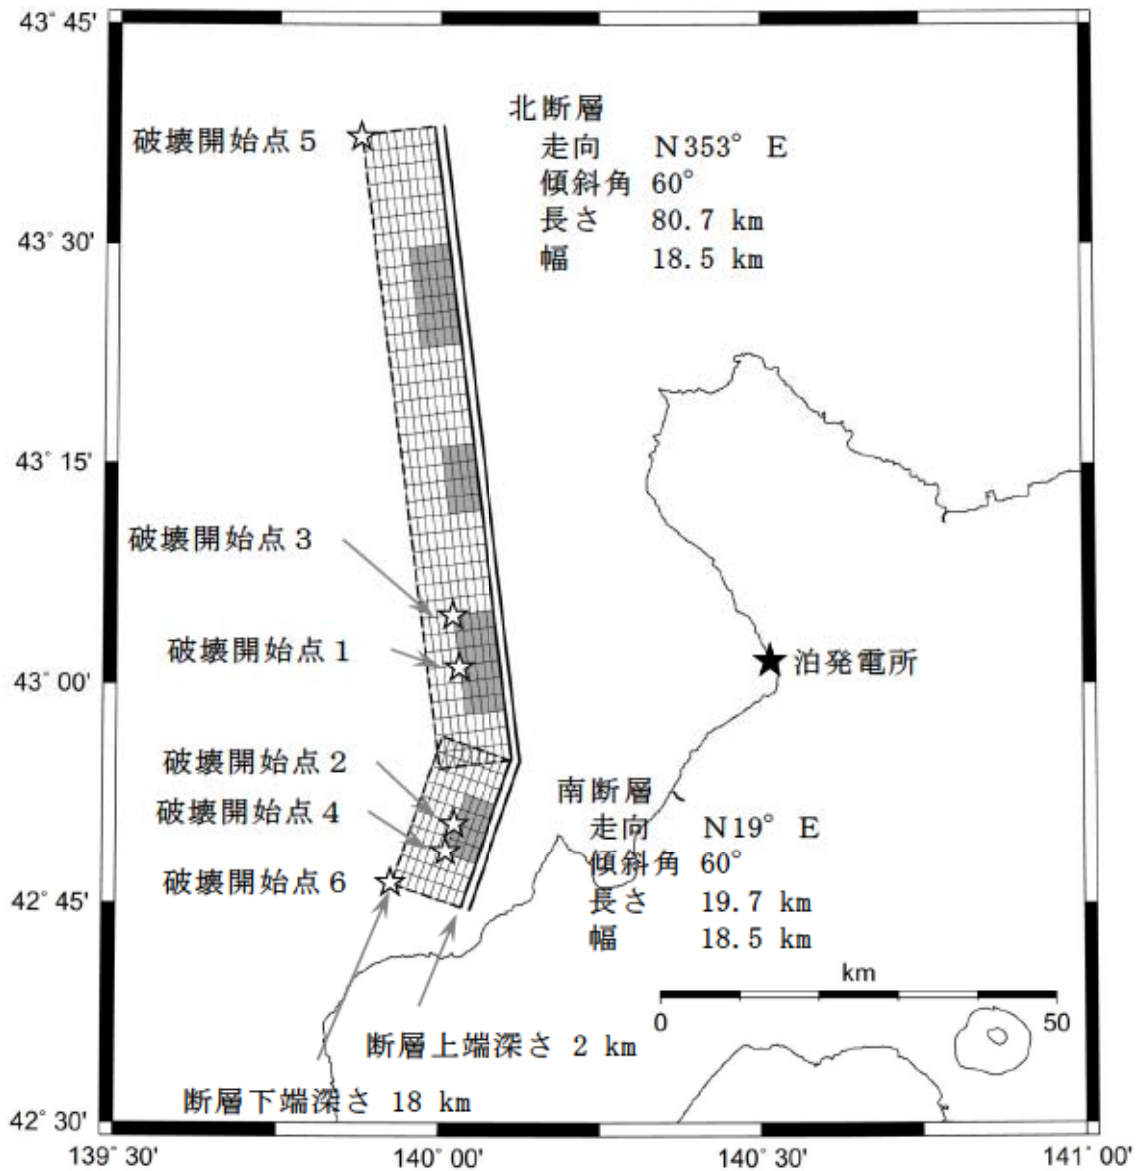 43° 45'
北断層
破壊開始点５
走向 N353° E
傾斜角 60°
長さ 80.7 km
幅 18.5 km
43° 30'
43° 15'
破壊開始点３
破壊開始点１
泊発電所
43° 00'
破壊開始点２
南断層
破壊開始点４
走向 N19° E
傾斜角 60°
破壊開始点６
長さ 19.7 km
42° 45'
幅 18.5 km
km
0 50
断層上端深さ 2 km
断層下端深さ 18 km
42° 30'
139° 30' 140° 00' 140° 30' 141° 00'